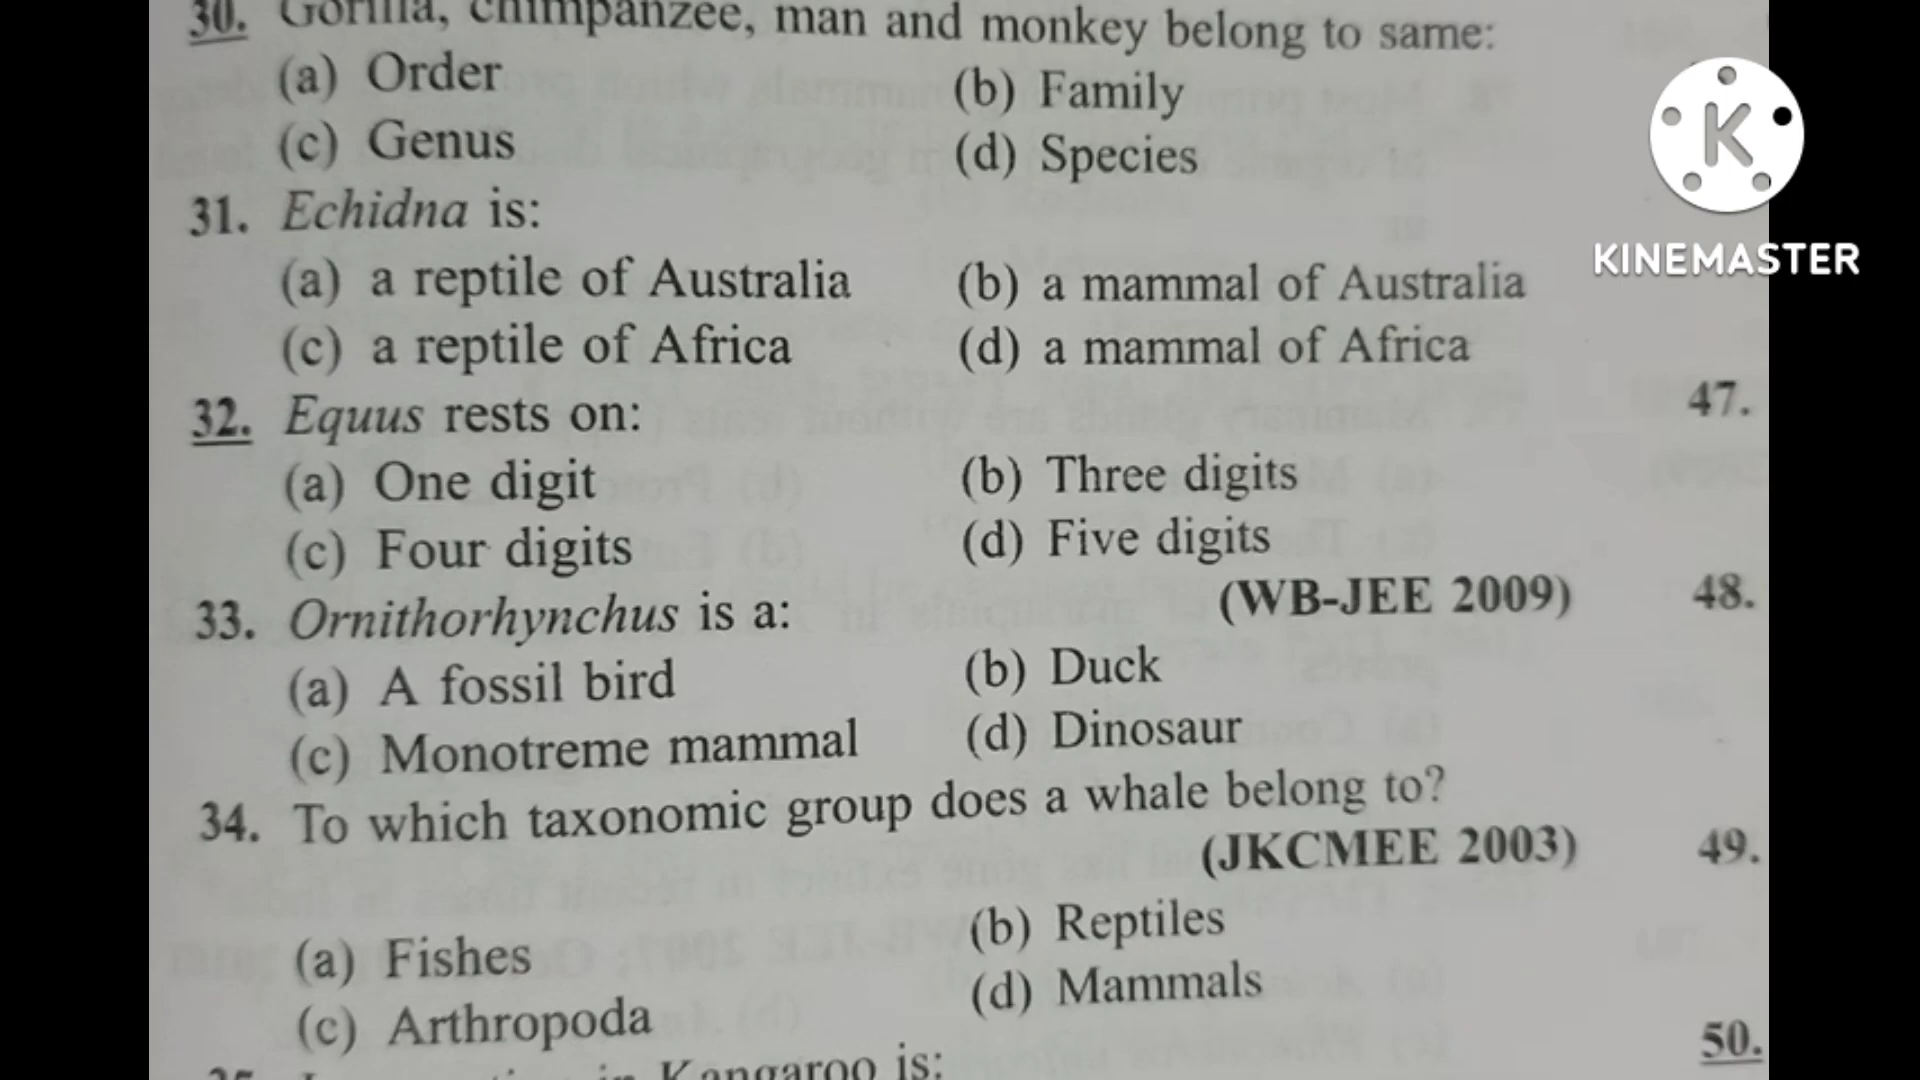 30. Gorilla, chimpanzee, man and monkey belong to same:
(a) Order (b) Family
(c) Genus (d) Species
31. Echidna is:
(a) a reptile of Australia (b) a mammal of Australia
(c) a reptile of Africa (d) a mammal of Africa
32. Equus rests on:
(a) One digit (b) Three digits
(c) Four digits (d) Five digits
(WB-JEE 2009)
33. Ornithorhynchus is a:
(a) A fossil bird (b) Duck
(c) Monotreme mammal (d) Dinosaur
34. To which taxonomic group does a whale belong to?
(JKCMEE 2003)
(a) Fishes (b) Reptiles
(c) Arthropoda (d) Mammals
in Kangaroo is:
47.
48.
49.
50.
K
KINEMASTER